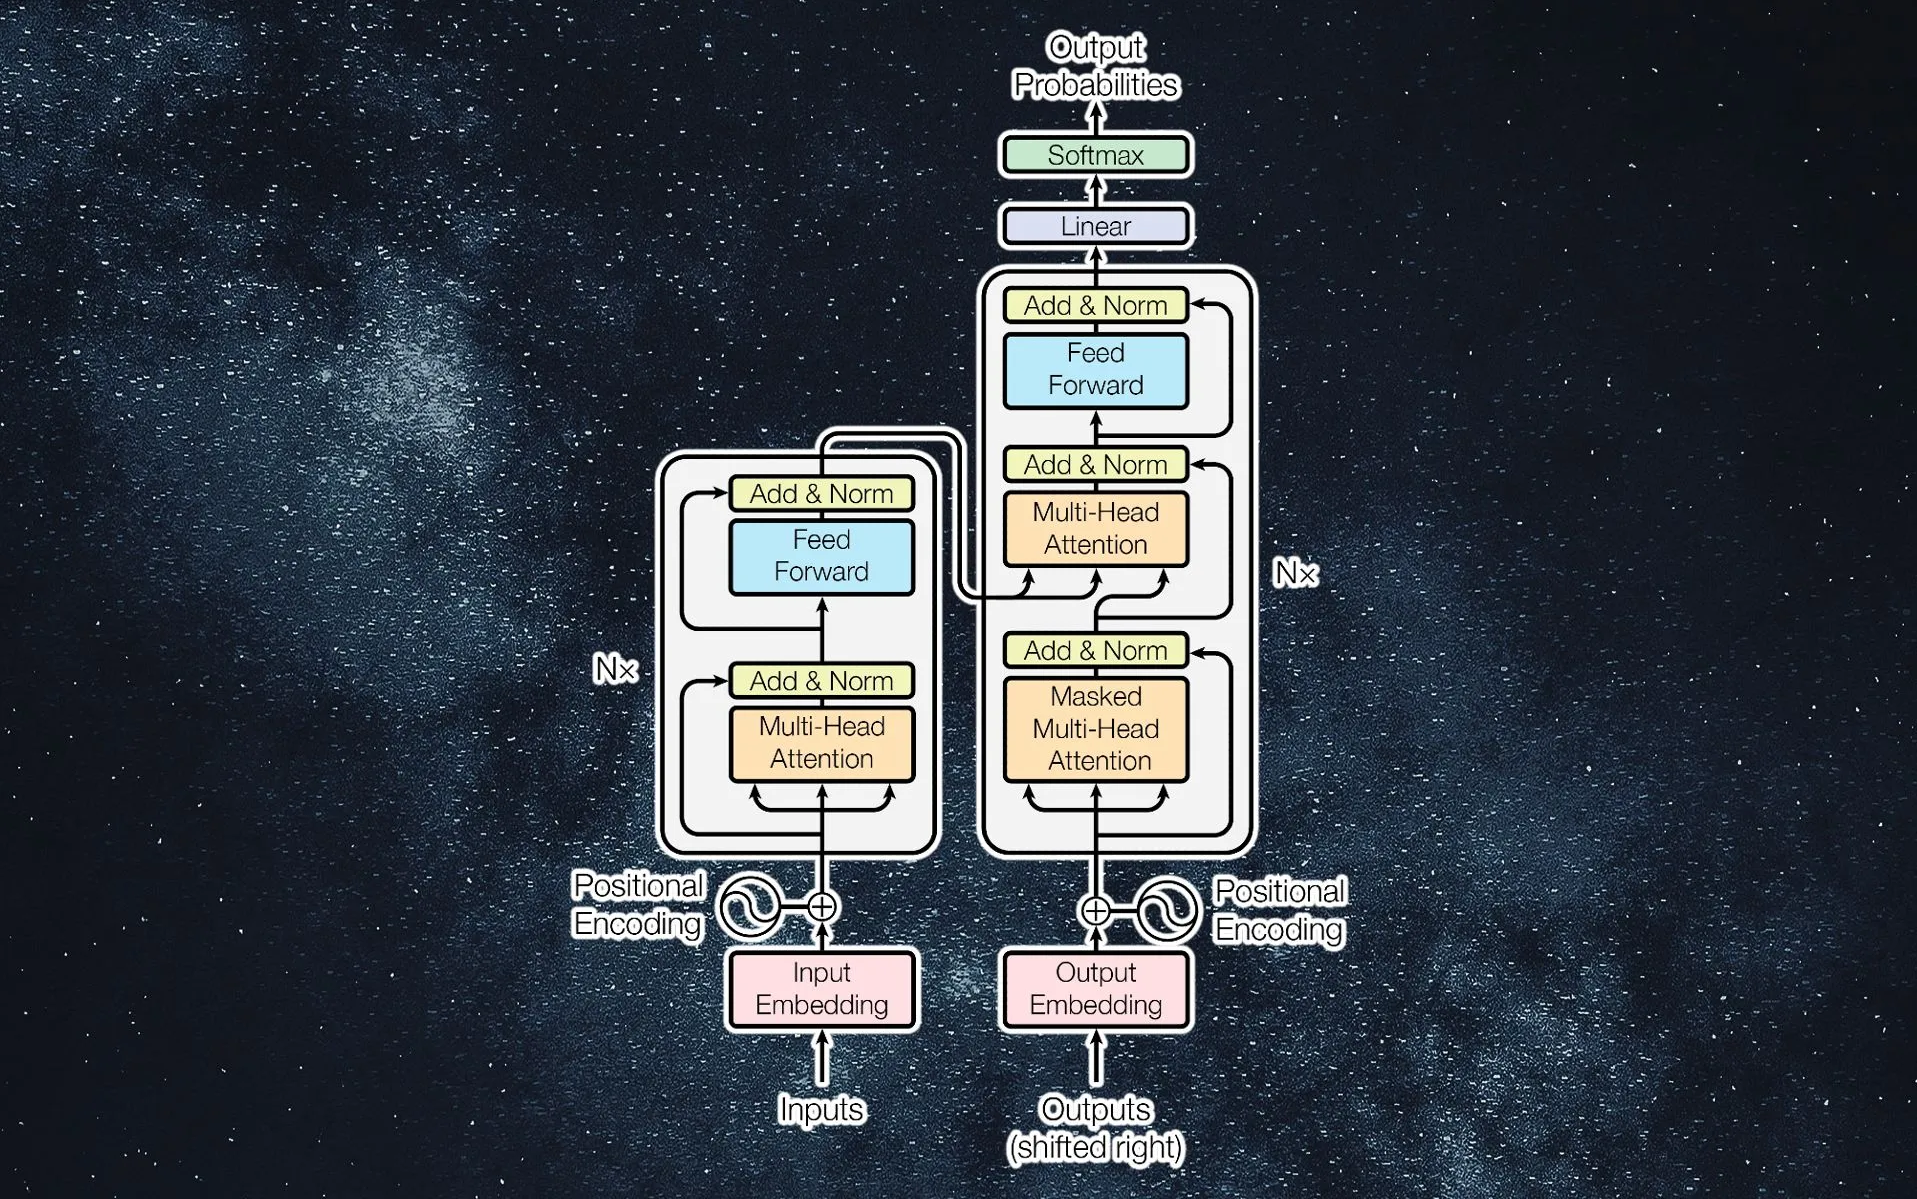 Output
Probabilities
Softmax
Linear
Add & Norm
Feed
Forward
Add & Norm
Multi-Head
Attention
Nx
Add & Norm
Masked
Multi-Head
Attention
Positional
Encoding
Output
Embedding
Outputs
(shifted right)
Add & Norm
Feed
Forward
Nx
Add & Norm
Multi-Head
Attention
Positional
Encoding
Input
Embedding
Inputs